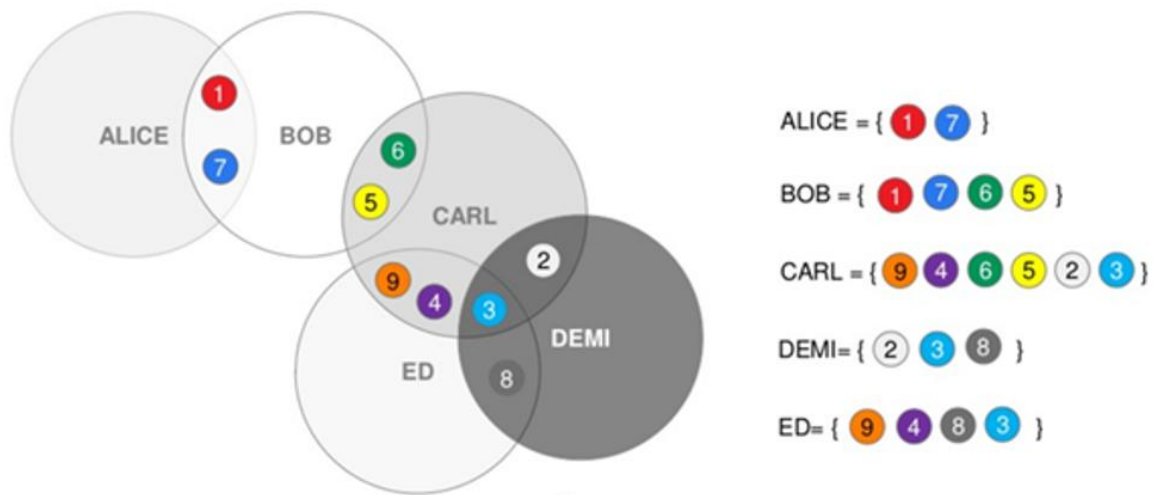 ALICE
BOB
CARL
DEMI
ED
1
7
6
5
9
4
3
2
8
ALICE = { 1 7 }
BOB = { 1 7 6 5 }
CARL = { 9 4 6 5 2 3 }
DEMI= { 2 3 8 }
ED= { 9 4 8 3 }